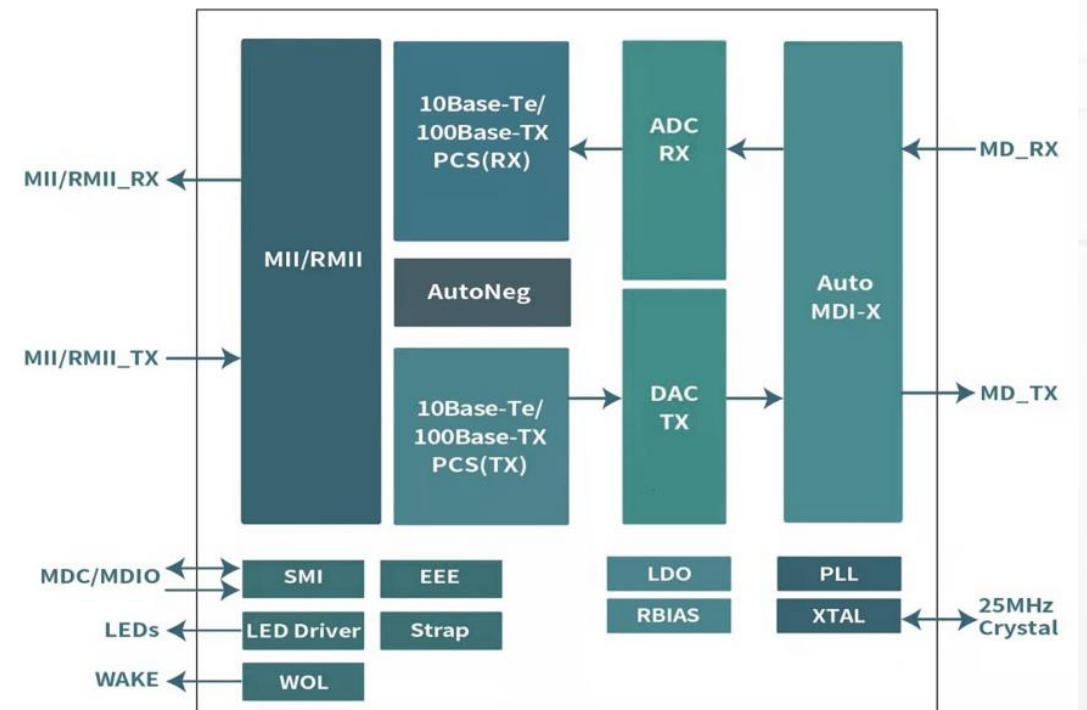 10Base-Te/
100Base-TX
PCS(RX)
ADC
RX
MD_RX
MII/RMII_RX
MII/RMII
AutoNeg
Auto
MDI-X
MII/RMII_TX
10Base-Te/
100Base-TX
PCS(TX)
DAC
TX
MD_TX
MDC/MDIO
SMI
EEE
LDO
PLL
LEDs
LED Driver
Strap
RBIAS
XTAL
25MHz
Crystal
WAKE
WOL